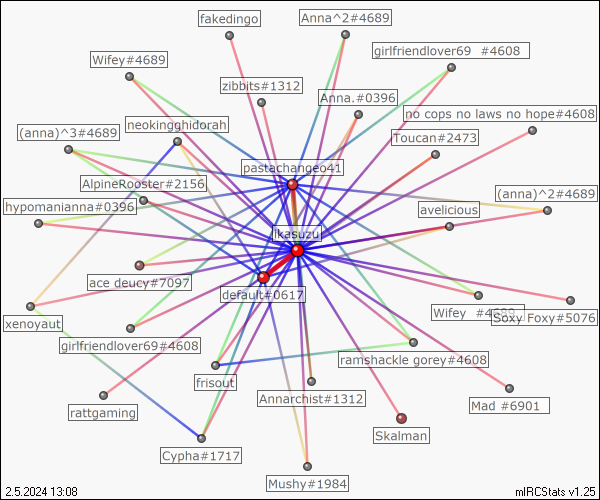 fakedingo
Anna^2#4689
girlfriendlover69 #4608
Wifey#4689
zibbits#1312
Anna.#0396
no cops no laws no hope#4608
neokingghidorah
(anna)^3#4689
Toucan#2473
pastachangeo41
AlpineRooster#2156
(anna)^2#4689
hypomanianna#0396
avelicious
ikasuzu
ace deucy#7097
default#0617
Wifey #4689
Soxy Foxy#5076
xenoyaut
girlfriendlover69#4608
ramshackle gorey#4608
frisout
Annarchist#1312
Mad #6901
rattgaming
Skalman
Cypha#1717
Mushy#1984
2.5.2024 13:08
mIRCStats v1.25